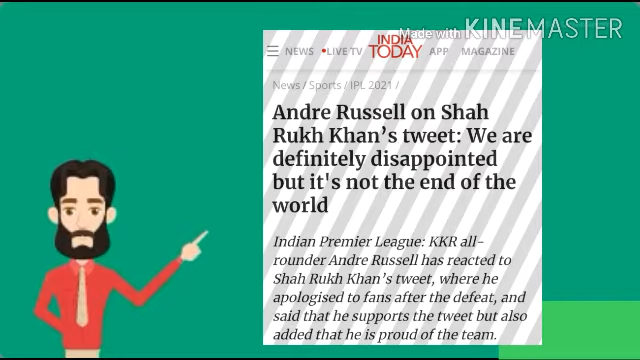 Made with KINEMASTER
NEWS •LIVE TV INDIA TODAY APP MAGAZINE
News / Sports / IPL 2021 /
Andre Russell on Shah
Rukh Khan's tweet: We are
definitely disappointed
but it's not the end of the
world
Indian Premier League: KKR all-
rounder Andre Russell has reacted to
Shah Rukh Khan's tweet, where he
apologised to fans after the defeat, and
said that he supports the tweet but also
added that he is proud of the team.